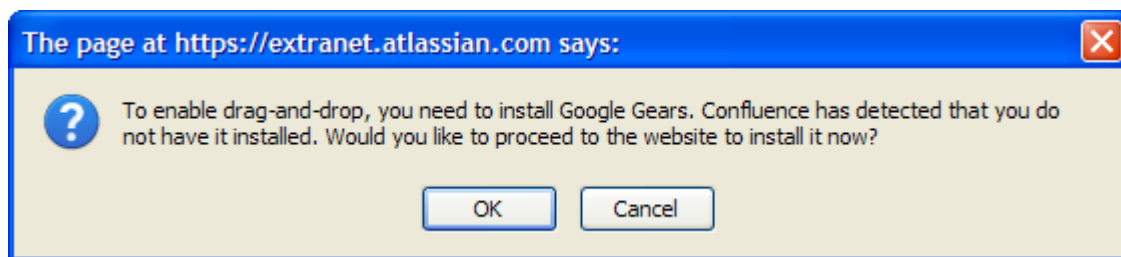 The page at https://extranet.atlassian.com says:
To enable drag-and-drop, you need to install Google Gears. Confluence has detected that you do
not have it installed. Would you like to proceed to the website to install it now?
OK Cancel